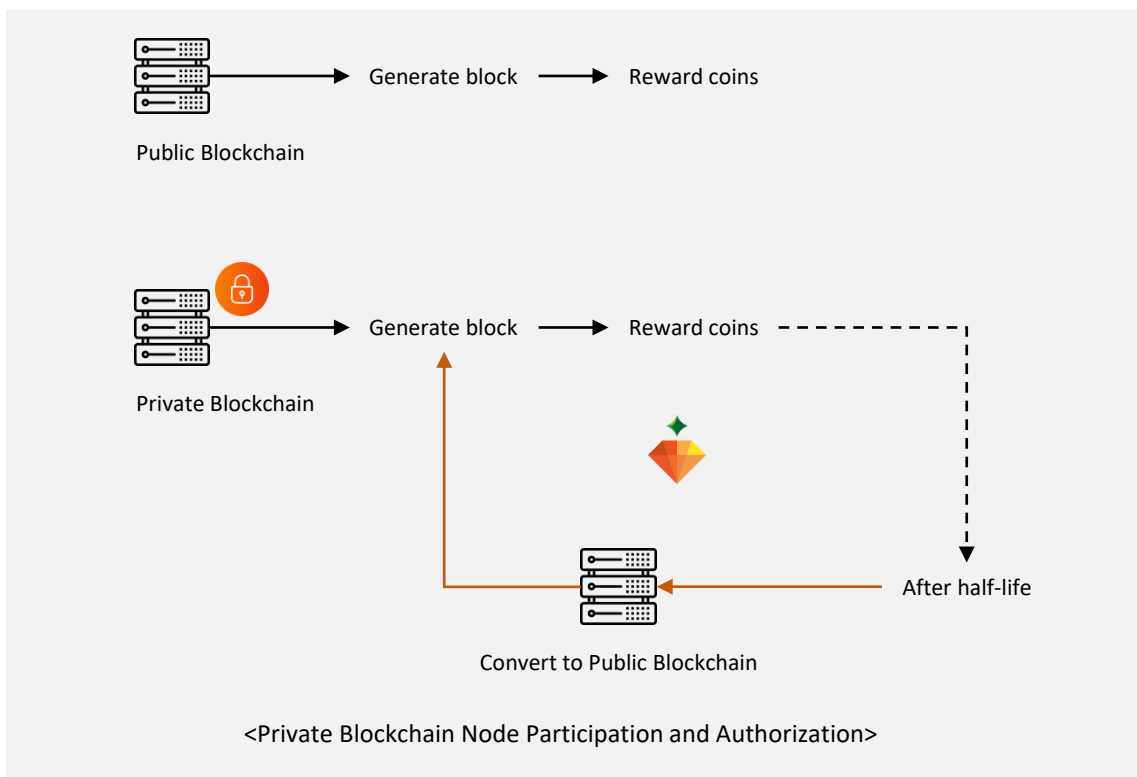 Generate block
Reward coins
Public Blockchain
Generate block
Reward coins
Private Blockchain
After half-life
Convert to Public Blockchain
<Private Blockchain Node Participation and Authorization>